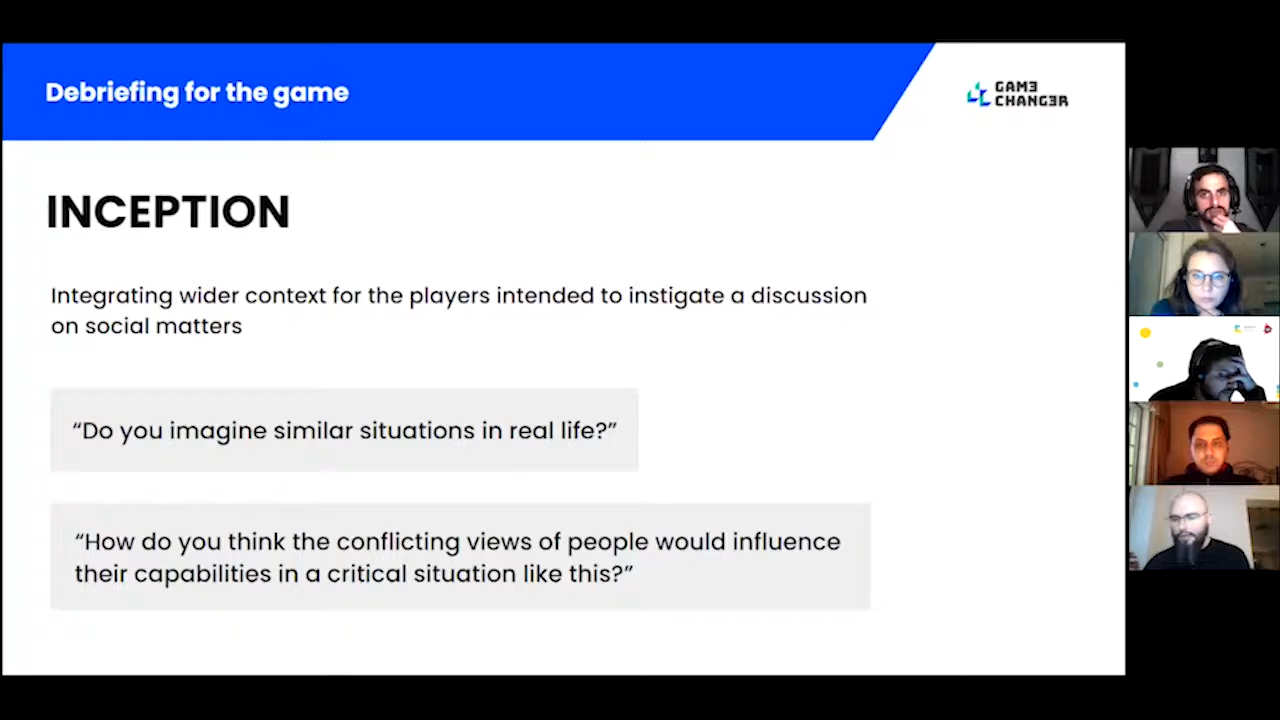 Debriefing for the game
GAMƎ
CHANGƎR
INCEPTION
Integrating wider context for the players intended to instigate a discussion
on social matters
“Do you imagine similar situations in real life?”
“How do you think the conflicting views of people would influence
their capabilities in a critical situation like this?”